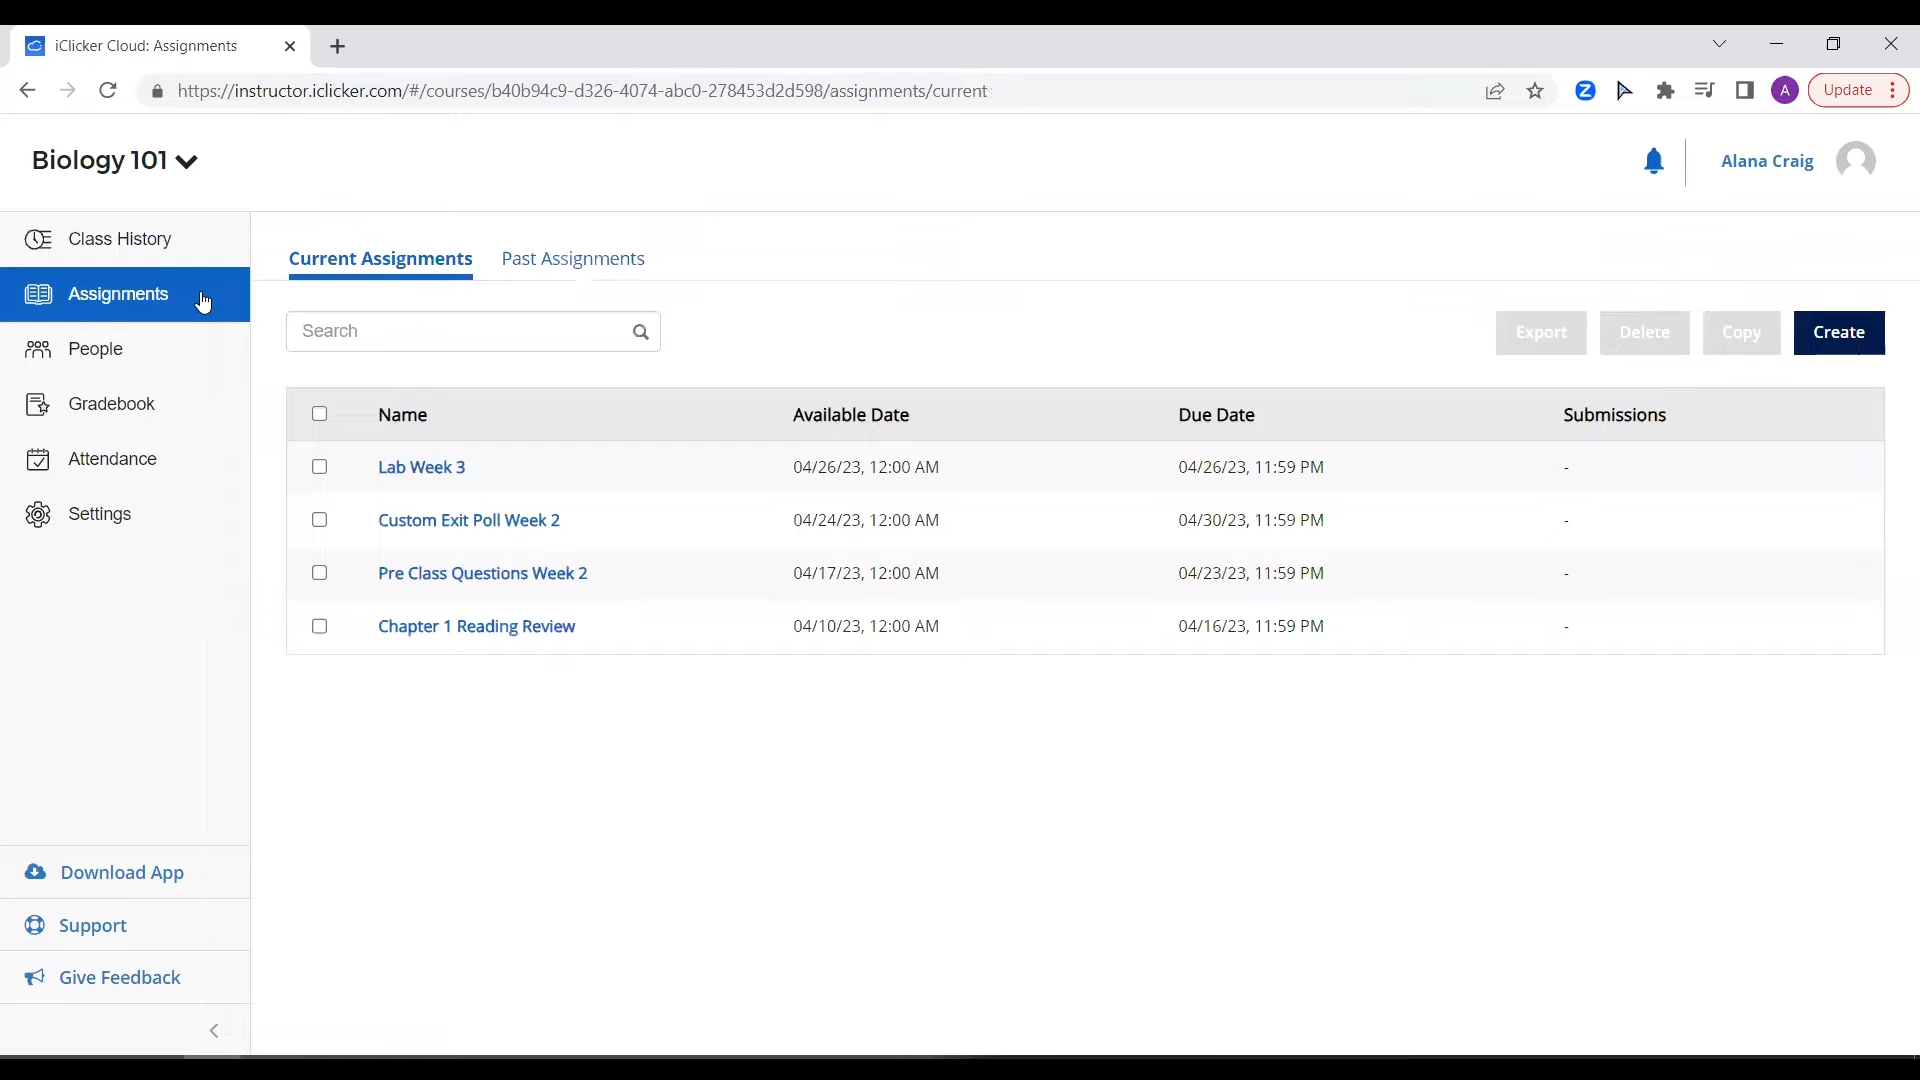 iClicker Cloud: Assignments
https://instructor.iclicker.com/#/courses/b40b94c9-d326-4074-abc0-278453d2d598/assignments/current
A
Update
Biology 101
Alana Craig
Class History
Assignments
People
Gradebook
Attendance
Settings
Download App
Support
Give Feedback
Current Assignments Past Assignments
Search
Export Delete Copy Create
Name Available Date Due Date Submissions
Lab Week 3 04/26/23, 12:00 AM 04/26/23, 11:59 PM -
Custom Exit Poll Week 2 04/24/23, 12:00 AM 04/30/23, 11:59 PM -
Pre Class Questions Week 2 04/17/23, 12:00 AM 04/23/23, 11:59 PM -
Chapter 1 Reading Review 04/10/23, 12:00 AM 04/16/23, 11:59 PM -